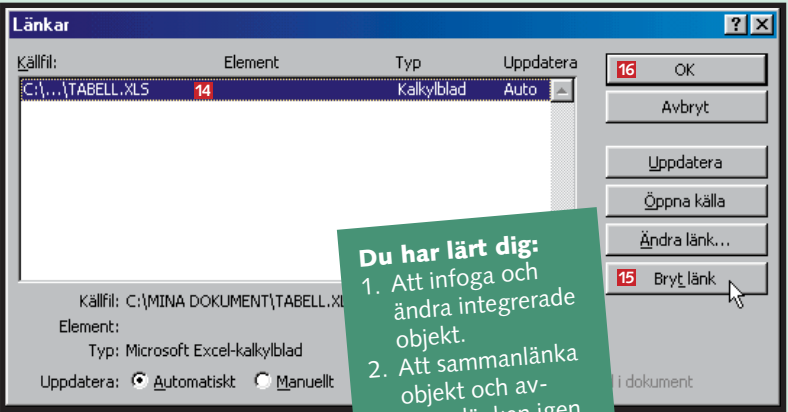 Länkar
Källfil: Element Typ Uppdatera
C:\...\TABELL.XLS 14 Kalkylblad Auto
16 OK
Avbryt
Uppdatera
Öppna källa
Ändra länk...
15 Bryt länk
Källfil: C:\MINA DOKUMENT\TABELL.XL
Element:
Typ: Microsoft Excel-kalkylblad
Uppdatera: Automatiskt Manuellt i dokument
Du har lärt dig:
1. Att infoga och
ändra integrerade
objekt.
2. Att sammanlänka
objekt och av-
igen